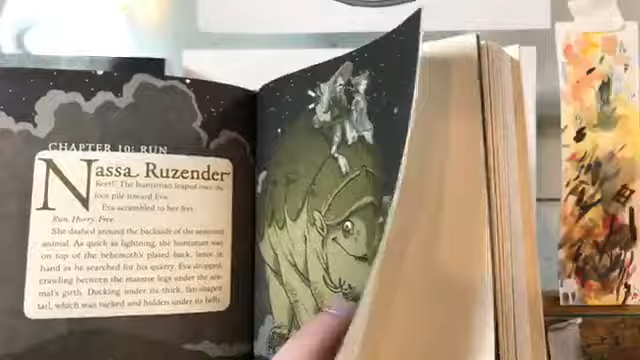 CHAPTER 10: RUN
Nassa Ruzender
Reet!" The huntsman leaped over the
foot pile toward Eva.
Eva scrambled to her feet.
Run. Hurry. Free.
She dashed around the backside of the
animal. As quick as lightning, the huntsman was
on top of the behemoth's plated back, lance in
hand as he searched for his quarry. Eva dropped,
crawling between the massive legs under the ani-
mal's girth. Ducking under its thick, fan-shaped
tail, which was tucked and hidden under its belly,